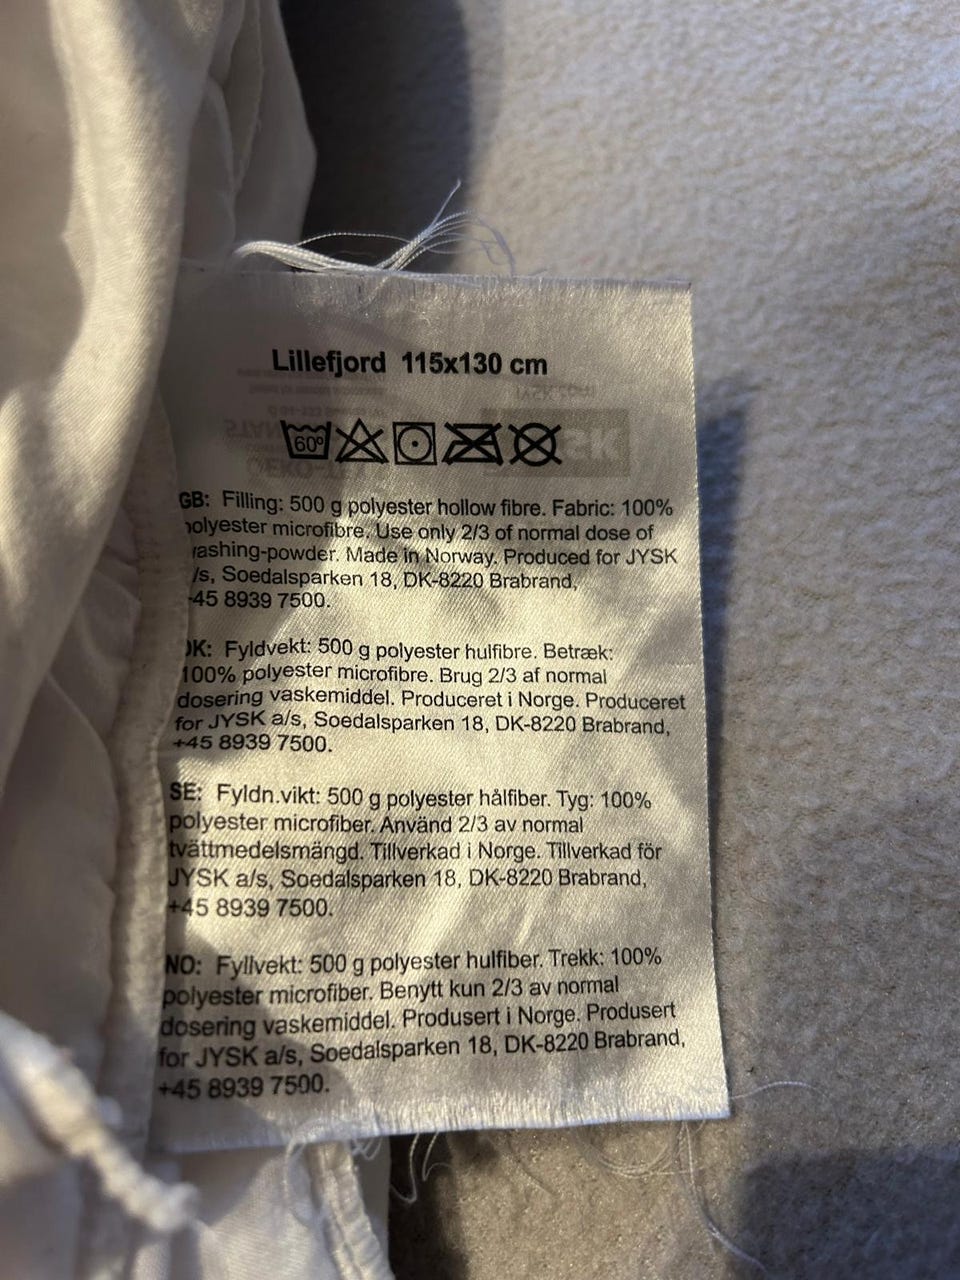 Lillefjord 115x130 cm
60°
GB: Filling: 500 g polyester hollow fibre. Fabric: 100%
polyester microfibre. Use only 2/3 of normal dose of
washing-powder. Made in Norway. Produced for JYSK
/s, Soedalsparken 18, DK-8220 Brabrand,
45 8939 7500.
DK: Fyldvekt: 500 g polyester hulfibre. Betræk:
100% polyester microfibre. Brug 2/3 af normal
dosering vaskemiddel. Produceret i Norge. Produceret
for JYSK a/s, Soedalsparken 18, DK-8220 Brabrand,
+45 8939 7500.
SE: Fyldn.vikt: 500 g polyester hålfiber. Tyg: 100%
polyester microfiber. Använd 2/3 av normal
tvättmedelsmängd. Tillverkad i Norge. Tillverkad för
JYSK a/s, Soedalsparken 18, DK-8220 Brabrand,
+45 8939 7500.
NO: Fyllvekt: 500 g polyester hulfiber. Trekk: 100%
polyester microfiber. Benytt kun 2/3 av normal
dosering vaskemiddel. Produsert i Norge. Produsert
for JYSK a/s, Soedalsparken 18, DK-8220 Brabrand,
+45 8939 7500.